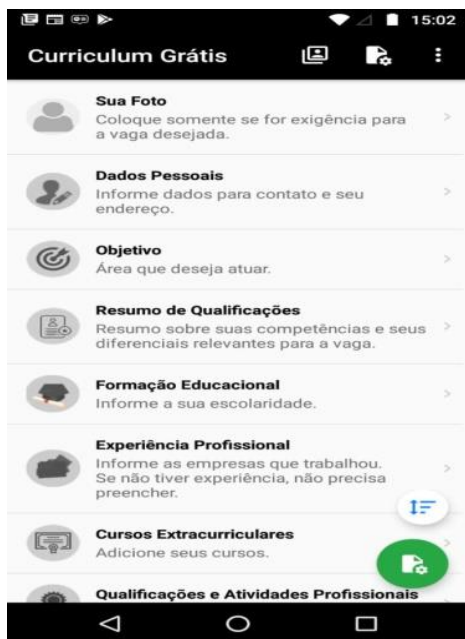 15:02
Curriculum Grátis
Sua Foto
Coloque somente se for exigência para
a vaga desejada.
Dados Pessoais
Informe dados para contato e seu
endereço.
Objetivo
Área que deseja atuar.
Resumo de Qualificações
Resumo sobre suas competências e seus
diferenciais relevantes para a vaga.
Formação Educacional
Informe a sua escolaridade.
Experiência Profissional
Informe as empresas que trabalhou.
Se não tiver experiência, não precisa
preencher.
Cursos Extracurriculares
Adicione seus cursos.
Qualificações e Atividades Profissionais